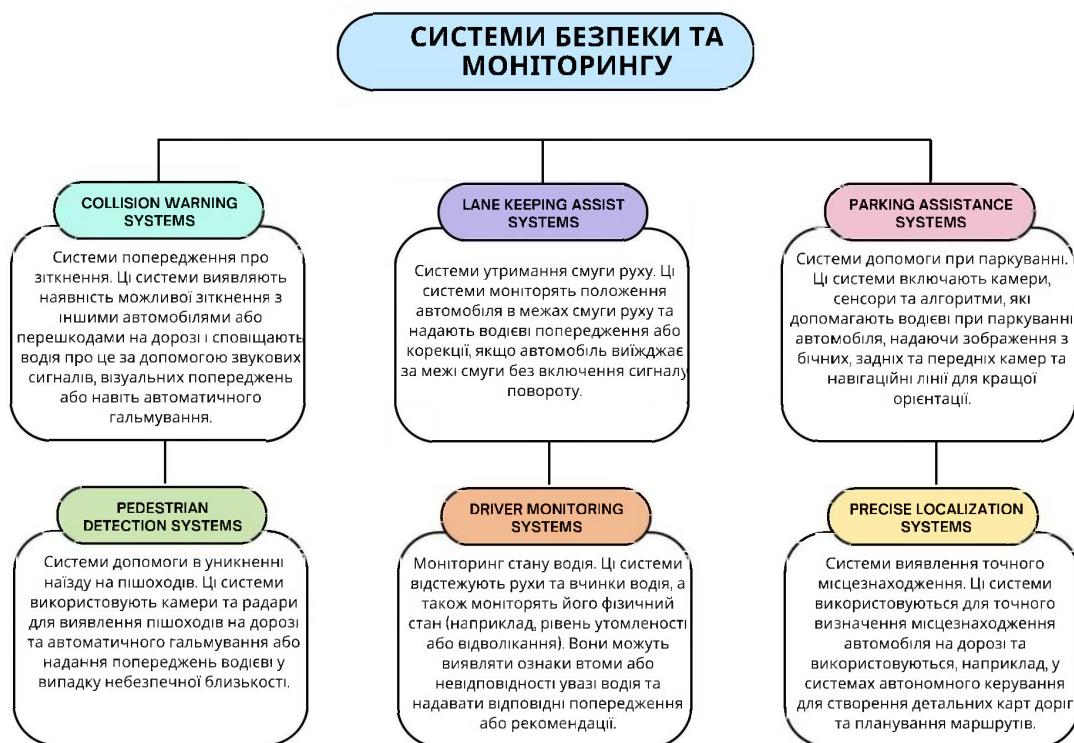 СИСТЕМИ БЕЗПЕКИ ТА
МОНІТОРИНГУ
COLLISION WARNING
SYSTEMS
Системи попередження про
зіткнення. Ці системи виявляють
наявність можливої зіткнення з
іншими автомобілями або
перешкодами на дорозі і сповіщають
водія про це за допомогою звукових
сигналів, візуальних попереджень
або навіть автоматичного
гальмування.
LANE KEEPING ASSIST
SYSTEMS
Системи утримання смуги руху. Ці
системи моніторять положення
автомобіля в межах смуги руху та
надають водієві попередження або
корекції, якщо автомобіль виїжджає
за межі смуги без включення сигналу
повороту.
PARKING ASSISTANCE
SYSTEMS
Системи допомоги при паркуванні.
Ці системи включають камери,
сенсори та алгоритми, які
допомагають водієві при паркуванні
автомобіля, надаючи зображення з
бічних, задніх та передніх камер та
навігаційні лінії для кращої
орієнтації.
PEDESTRIAN
DETECTION SYSTEMS
Системи допомоги в уникненні
наїзду на пішоходів. Ці системи
використовують камери та радари
для виявлення пішоходів на дорозі
та автоматичного гальмування або
надання попереджень водієві у
випадку небезпечної близькості.
DRIVER MONITORING
SYSTEMS
Моніторинг стану водія. Ці системи
відстежують рухи та вчинки водія, а
також моніторять його фізичний
стан (наприклад, рівень утомленості
або відволікання). Вони можуть
виявляти ознаки втоми або
невідповідності увазі водія та
надавати відповідні попередження
або рекомендації.
PRECISE LOCALIZATION
SYSTEMS
Системи виявлення точного
місцезнаходження. Ці системи
використовуються для точного
визначення місцезнаходження
автомобіля на дорозі та
використовуються, наприклад, у
системах автономного керування
для створення детальних карт доріг
та планування маршрутів.